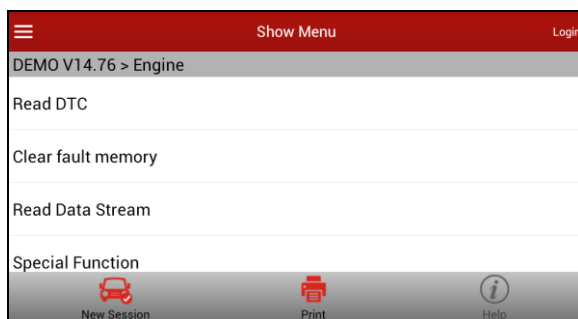 Show Menu
Login
DEMO V14.76 > Engine
Read DTC
Clear fault memory
Read Data Stream
Special Function
New Session
Print
Help